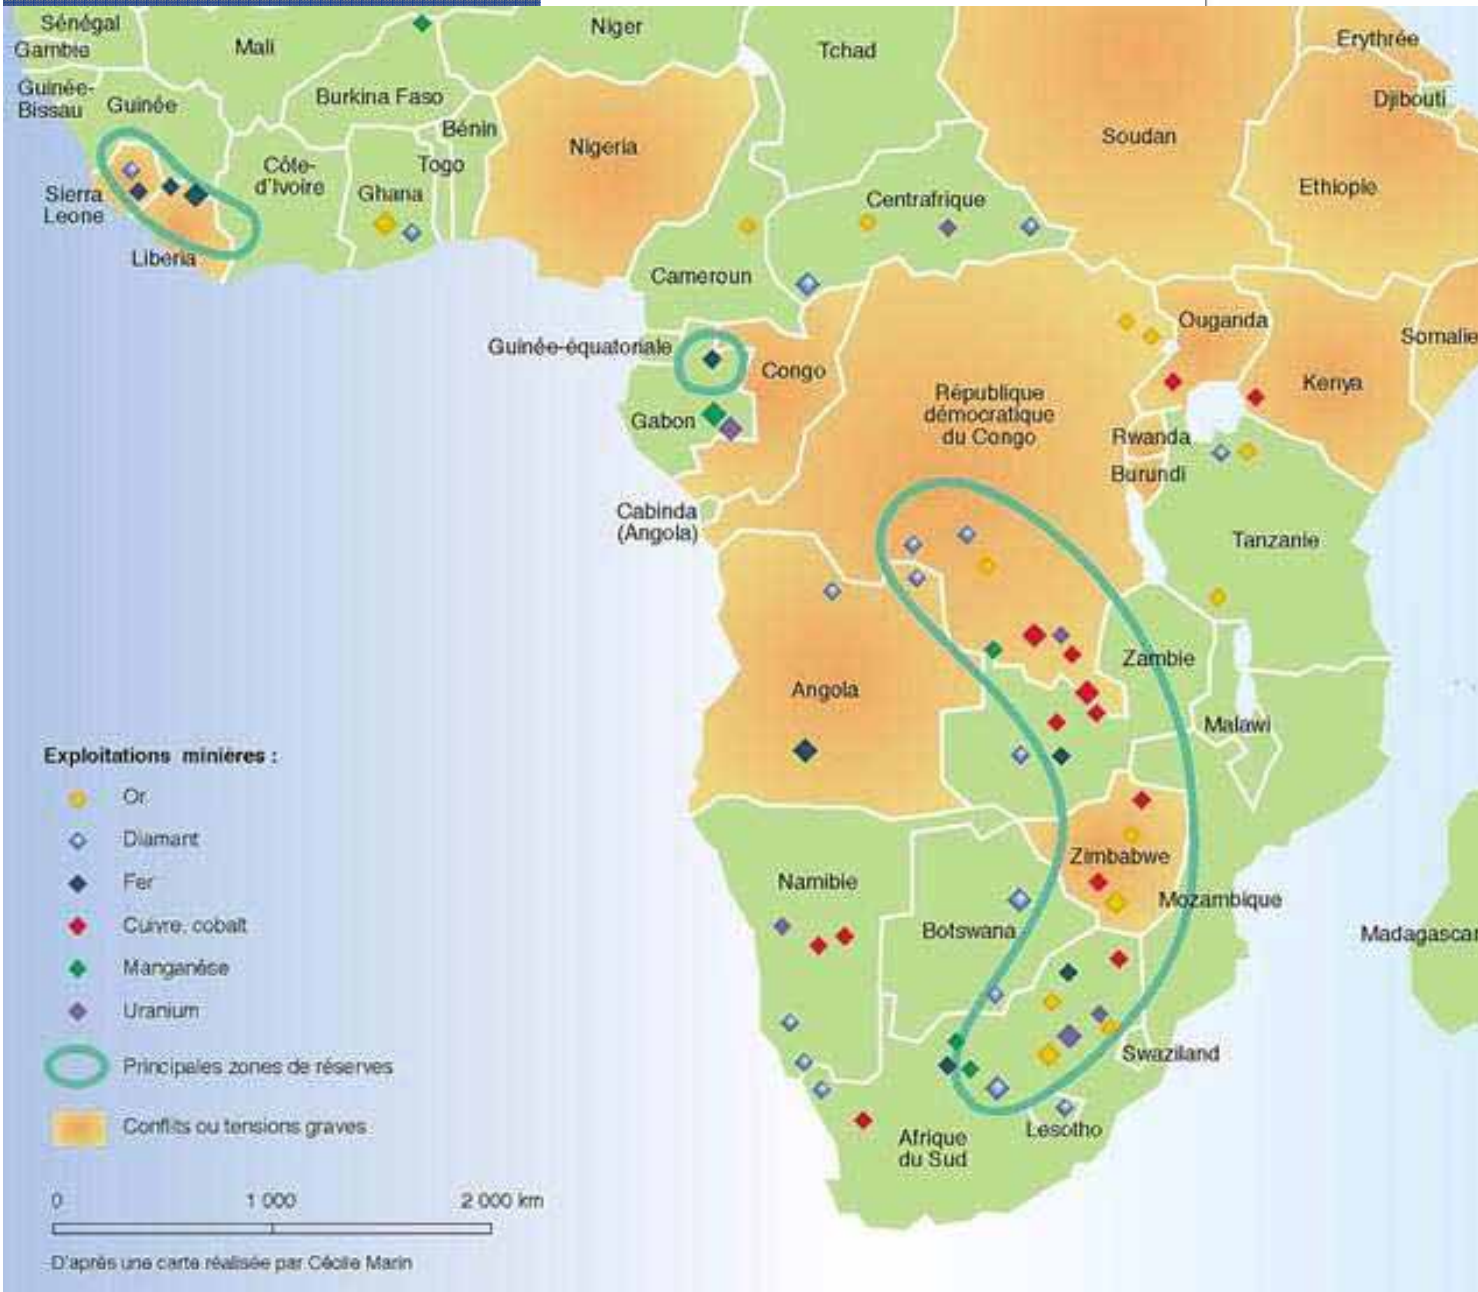 Sénégal
Gambie
Mali
Niger
Tchad
Erythrée
Guinée-
Bissau
Guinée
Burkina Faso
Bénin
Djibouti
Nigeria
Soudan
Togo
Côte-
d'Ivoire
Ghana
Sierra
Leone
Centrafrique
Ethiopie
Liberia
Cameroun
Guinée-équatoriale
Congo
Ouganda
Somalie
Kenya
République
démocratique
du Congo
Gabon
Rwanda
Burundi
Cabinda
(Angola)
Tanzanie
Zambie
Angola
Malawi
Zimbabwe
Namibie
Mozambique
Botswana
Madagascar
Swaziland
Lesotho
Afrique
du Sud
Exploitations minières :
Or
Diamant
Fer
Cuivre, cobalt
Manganèse
Uranium
Principales zones de réserves
Conflits ou tensions graves
0 1 000 2 000 km
D'après une carte réalisée par Cécile Marin